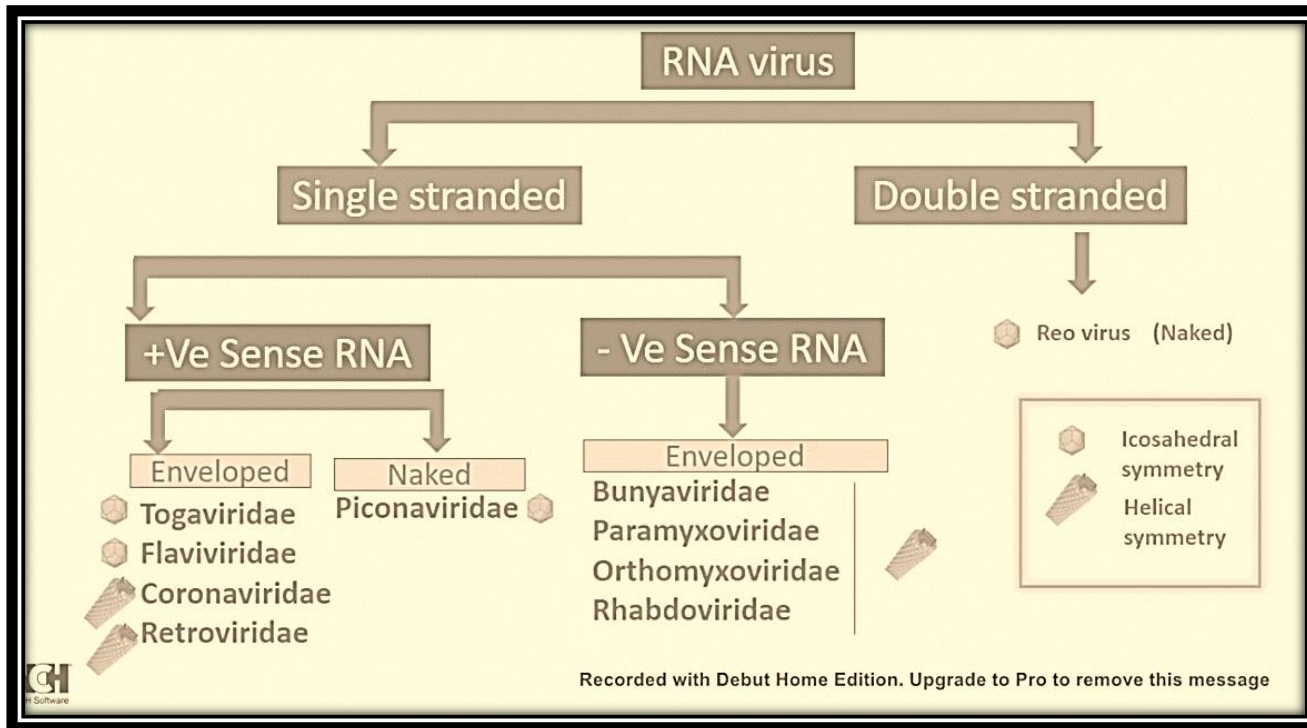 RNA virus
Single stranded
Double stranded
+Ve Sense RNA
- Ve Sense RNA
Reo virus (Naked)
Enveloped
Naked
Enveloped
Togaviridae
Flaviviridae
Coronaviridae
Retroviridae
Piconaviridae
Bunyaviridae
Paramyxoviridae
Orthomyxoviridae
Rhabdoviridae
Icosahedral
symmetry
Helical
symmetry
CH
H Software
Recorded with Debut Home Edition. Upgrade to Pro to remove this message